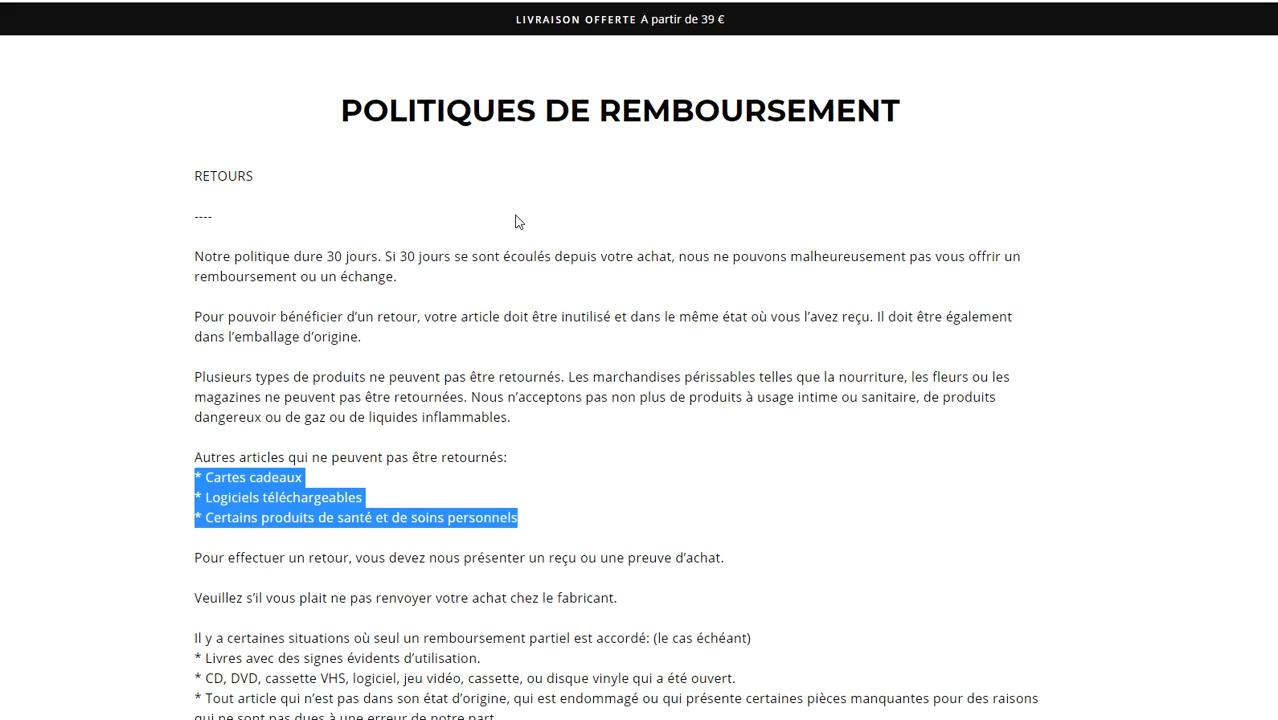 LIVRAISON OFFERTE A partir de 39 €
POLITIQUES DE REMBOURSEMENT
RETOURS
----
Notre politique dure 30 jours. Si 30 jours se sont écoulés depuis votre achat, nous ne pouvons malheureusement pas vous offrir un
remboursement ou un échange.
Pour pouvoir bénéficier d’un retour, votre article doit être inutilisé et dans le même état où vous l’avez reçu. Il doit être également
dans l’emballage d’origine.
Plusieurs types de produits ne peuvent pas être retournés. Les marchandises périssables telles que la nourriture, les fleurs ou les
magazines ne peuvent pas être retournées. Nous n’acceptons pas non plus de produits à usage intime ou sanitaire, de produits
dangereux ou de gaz ou de liquides inflammables.
Autres articles qui ne peuvent pas être retournés:
* Cartes cadeaux
* Logiciels téléchargeables
* Certains produits de santé et de soins personnels
Pour effectuer un retour, vous devez nous présenter un reçu ou une preuve d’achat.
Veuillez s’il vous plait ne pas renvoyer votre achat chez le fabricant.
Il y a certaines situations où seul un remboursement partiel est accordé: (le cas échéant)
* Livres avec des signes évidents d’utilisation.
* CD, DVD, cassette VHS, logiciel, jeu vidéo, cassette, ou disque vinyle qui a été ouvert.
* Tout article qui n’est pas dans son état d’origine, qui est endommagé ou qui présente certaines pièces manquantes pour des raisons
qui ne sont pas dues à une erreur de notre part.